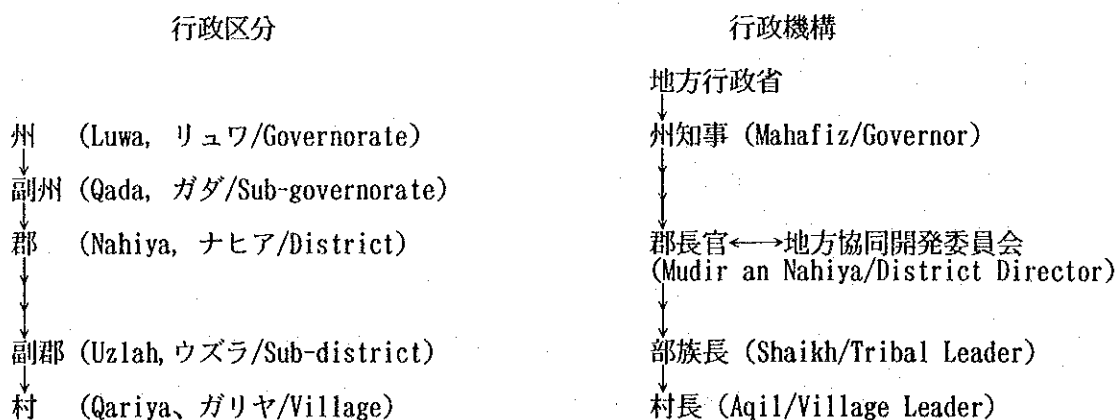 行政区分
行政機構
地方行政省
↓
州 (Luwa, リュワ/Governorate)
州知事 (Mahafiz/Governor)
↓
副州 (Qada, ガダ/Sub-governorate)
↓
郡 (Nahiya, ナヒア/District)
郡長官←→地方協同開発委員会
(Mudir an Nahiya/District Director)
↓
副郡 (Uzlah,ウズラ/Sub-district)
部族長 (Shaikh/Tribal Leader)
↓
村 (Qariya、ガリヤ/Village)
村長 (Aqil/Village Leader)